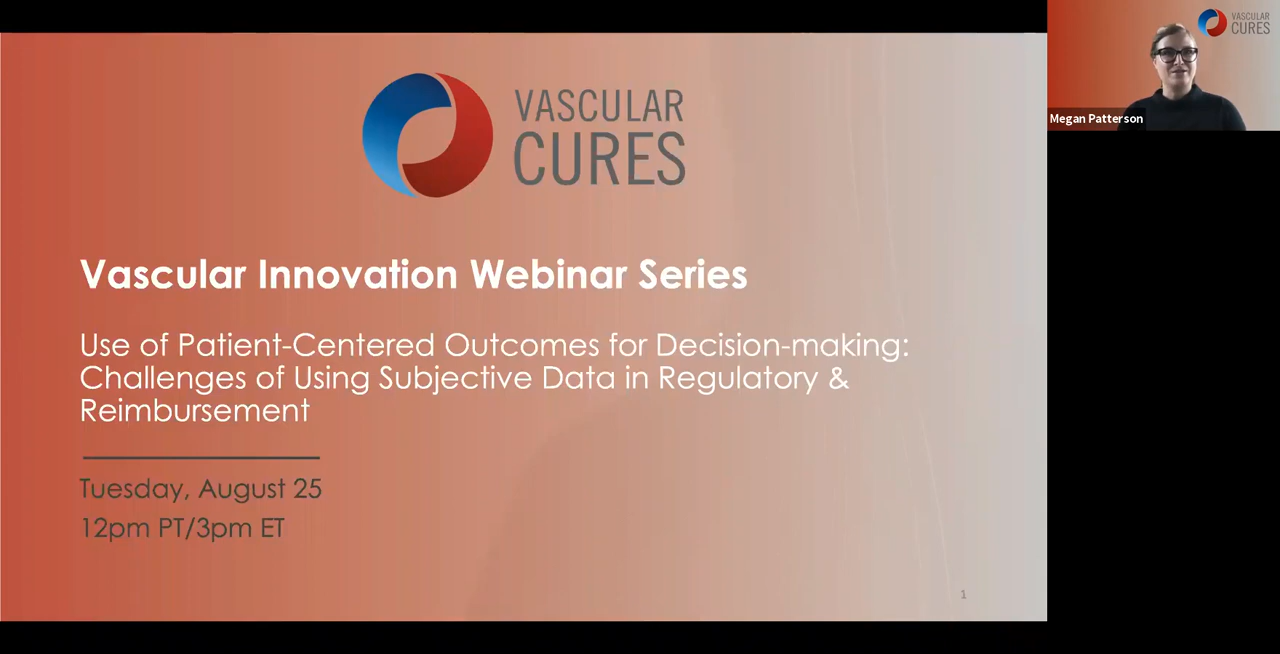 VASCULAR
CURES
Vascular Innovation Webinar Series
Use of Patient-Centered Outcomes for Decision-making:
Challenges of Using Subjective Data in Regulatory &
Reimbursement
Tuesday, August 25
12pm PT/3pm ET
1
VASCULAR
CURES
Megan Patterson